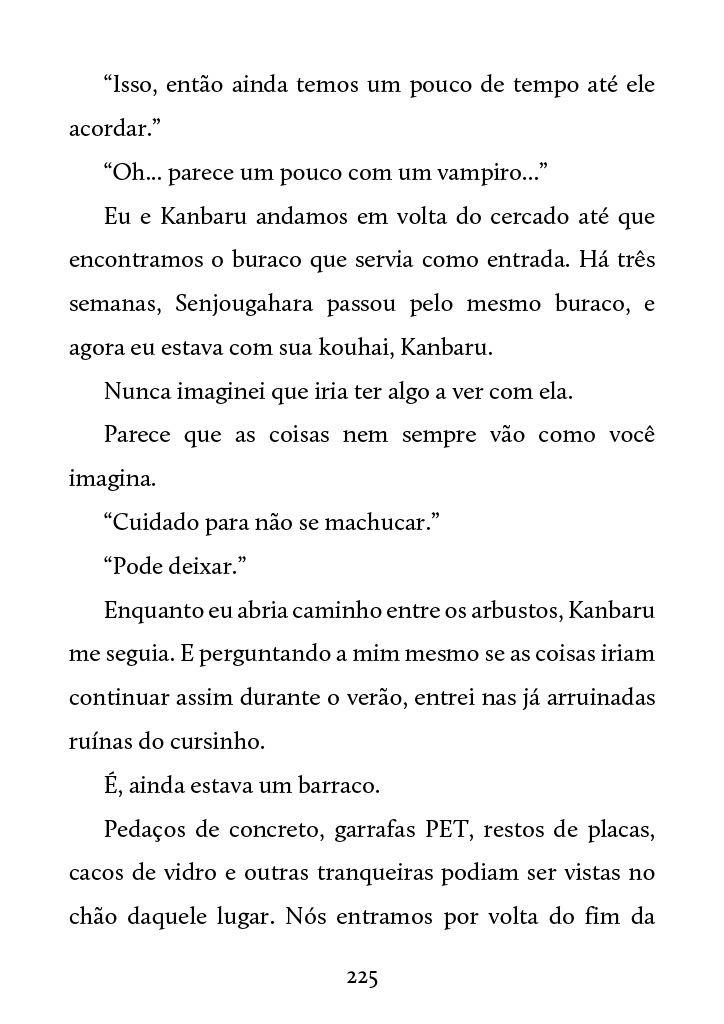 “Isso, então ainda temos um pouco de tempo até ele
acordar.”
“Oh... parece um pouco com um vampiro...”
Eu e Kanbaru andamos em volta do cercado até que
encontramos o buraco que servia como entrada. Há três
semanas, Senjougahara passou pelo mesmo buraco, e
agora eu estava com sua kouhai, Kanbaru.
Nunca imaginei que iria ter algo a ver com ela.
Parece que as coisas nem sempre vão como você
imagina.
“Cuidado para não se machucar.”
“Pode deixar.”
Enquanto eu abria caminho entre os arbustos, Kanbaru
me seguia. E perguntando a mim mesmo se as coisas iriam
continuar assim durante o verão, entrei nas já arruinadas
ruínas do cursinho.
É, ainda estava um barraco.
Pedaços de concreto, garrafas PET, restos de placas,
cacos de vidro e outras tranqueiras podiam ser vistas no
chão daquele lugar. Nós entramos por volta do fim da
225